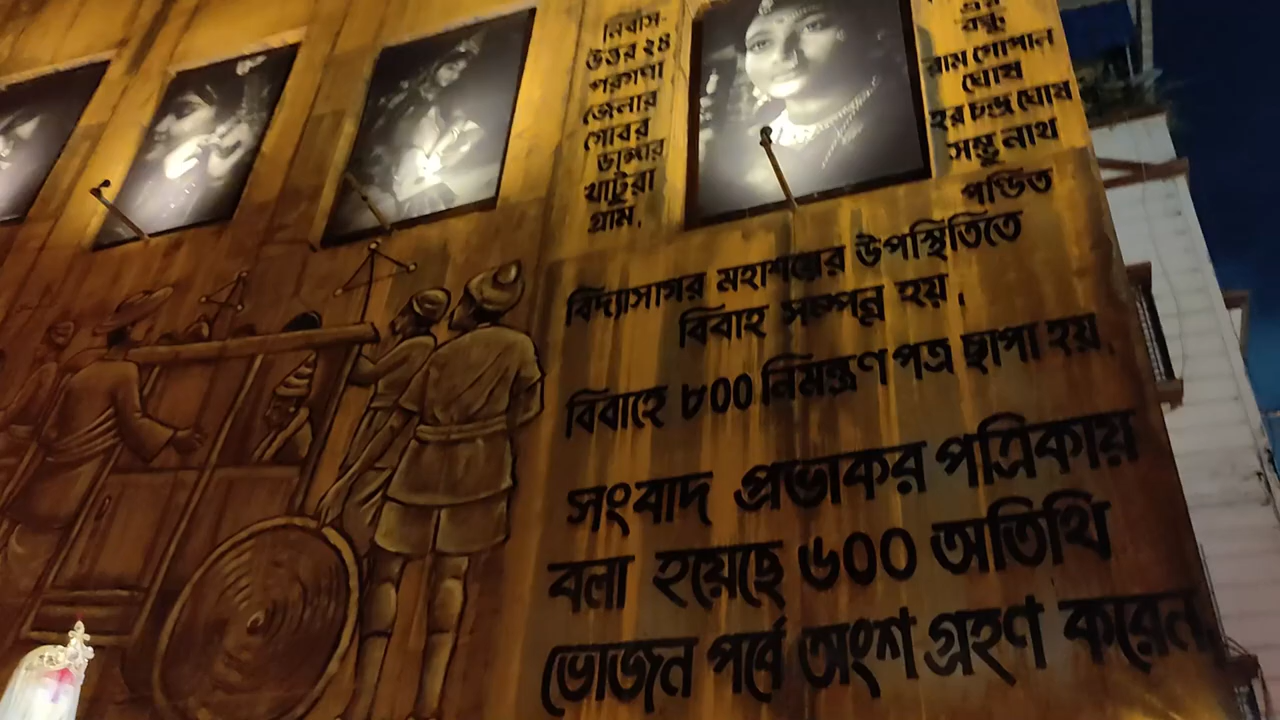 নিবাস-
উত্তর ২৪
পরগণা
জেলার
গোবর
ডাঙ্গার
খাটুরা
গ্রাম.
এর
বন্ধু
রাম গোপাল
ঘোষ
হর চন্দ্র ঘোষ
সম্ভু নাথ
পণ্ডিত
বিদ্যাসাগর মহাশয়ের উপস্থিতিতে
বিবাহ সম্পন্ন হয়.
বিবাহে ৮০০ নিমন্ত্রণ পত্র ছাপা হয়.
সংবাদ প্রভাকর পত্রিকায়
বলা হয়েছে ৬০০ অতিথি
ভোজন পর্বে অংশ গ্রহণ করেন.